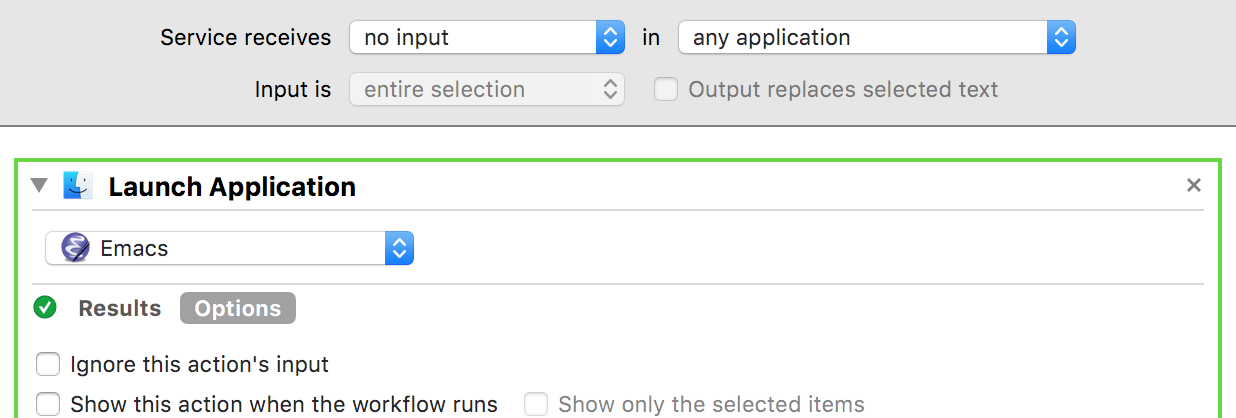 Service receives no input in any application
Input is entire selection Output replaces selected text
Launch Application
Emacs
Results Options
Ignore this action's input
Show this action when the workflow runs Show only the selected items